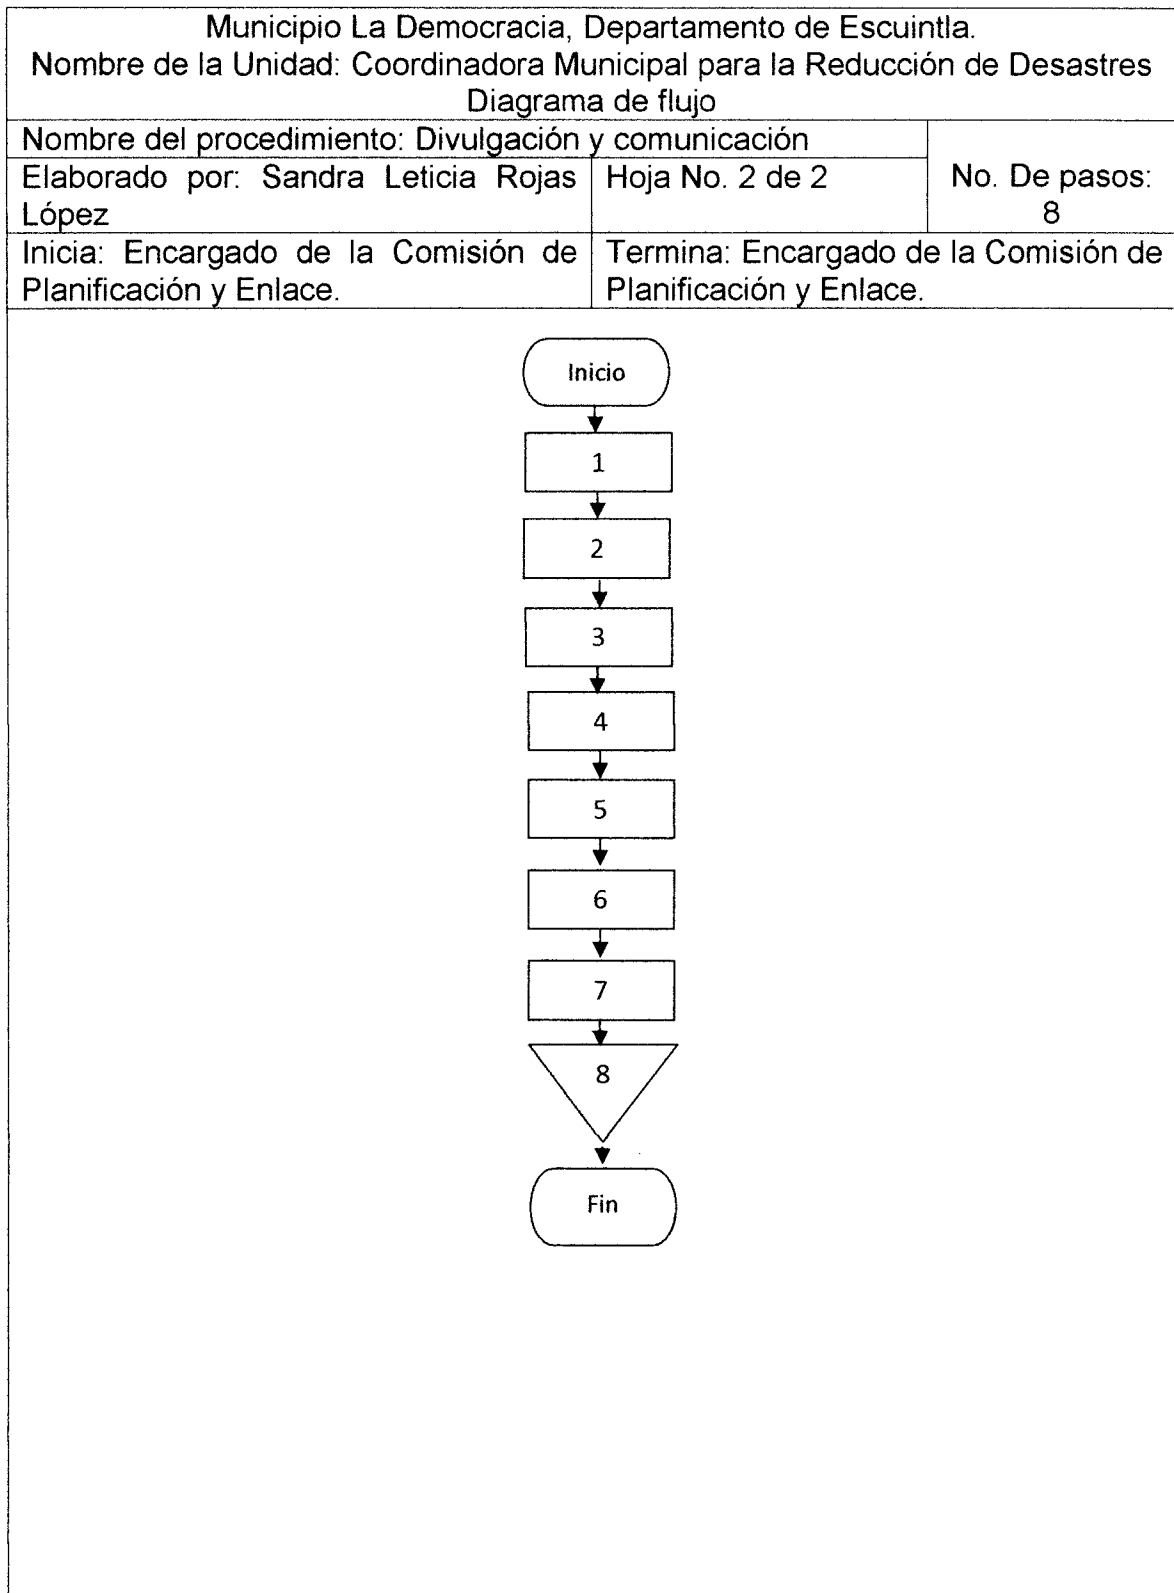 Municipio La Democracia, Departamento de Escuintla.
Nombre de la Unidad: Coordinadora Municipal para la Reducción de Desastres
Diagrama de flujo
Nombre del procedimiento: Divulgación y comunicación
Elaborado por: Sandra Leticia Rojas
López
Hoja No. 2 de 2
No. De pasos:
8
Inicia: Encargado de la Comisión de
Planificación y Enlace.
Termina: Encargado de la Comisión de
Planificación y Enlace.
Inicio
1
2
3
4
5
6
7
8
Fin